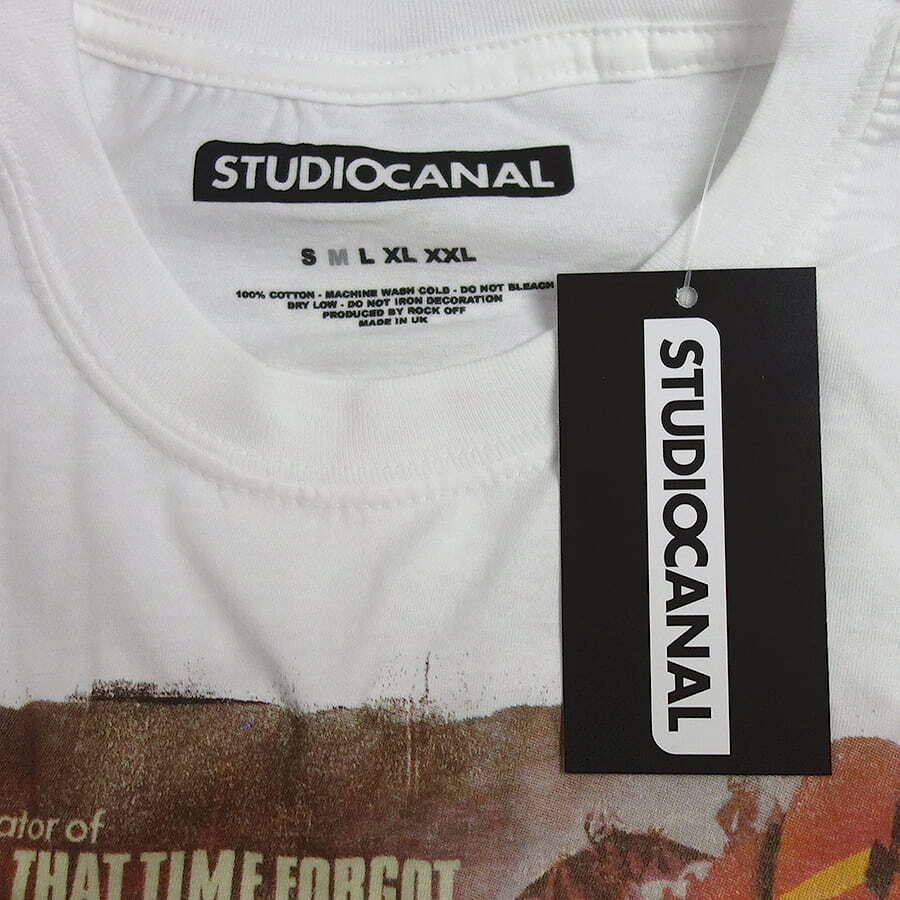 STUDIOCANAL
S M L XL XXL
100% COTTON - MACHINE WASH COLD - DO NOT BLEACH
DRY LOW - DO NOT IRON DECORATION
PRODUCED BY ROCK OFF
MADE IN UK
STUDIOCANAL
ator of
THAT TIME FORGOT